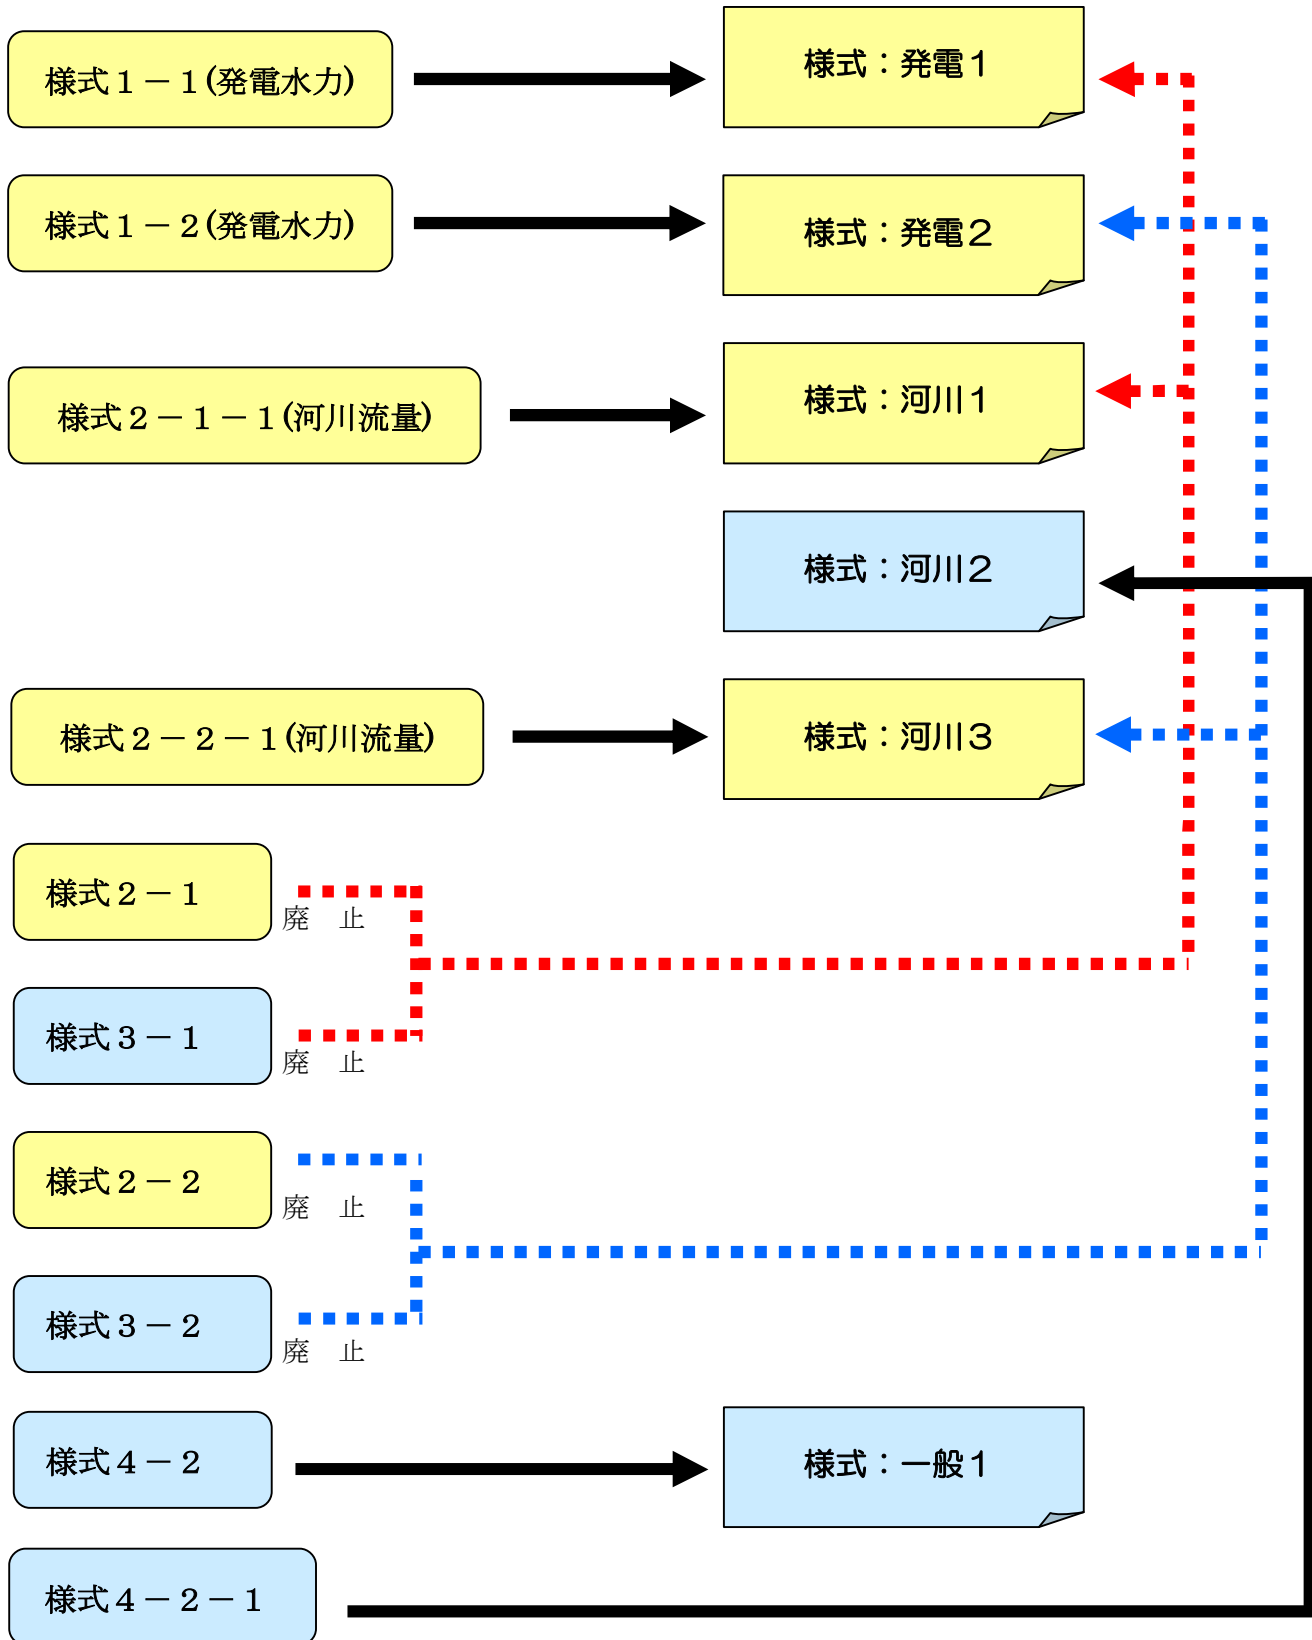 様式１－１(発電水力)
様式：発電１
様式１－２(発電水力)
様式：発電２
様式２－１－１(河川流量)
様式：河川１
様式：河川２
様式２－２－１(河川流量)
様式：河川３
様式２－１
廃　止
様式３－１
廃　止
様式２－２
廃　止
様式３－２
廃　止
様式４－２
様式：一般１
様式４－２－１